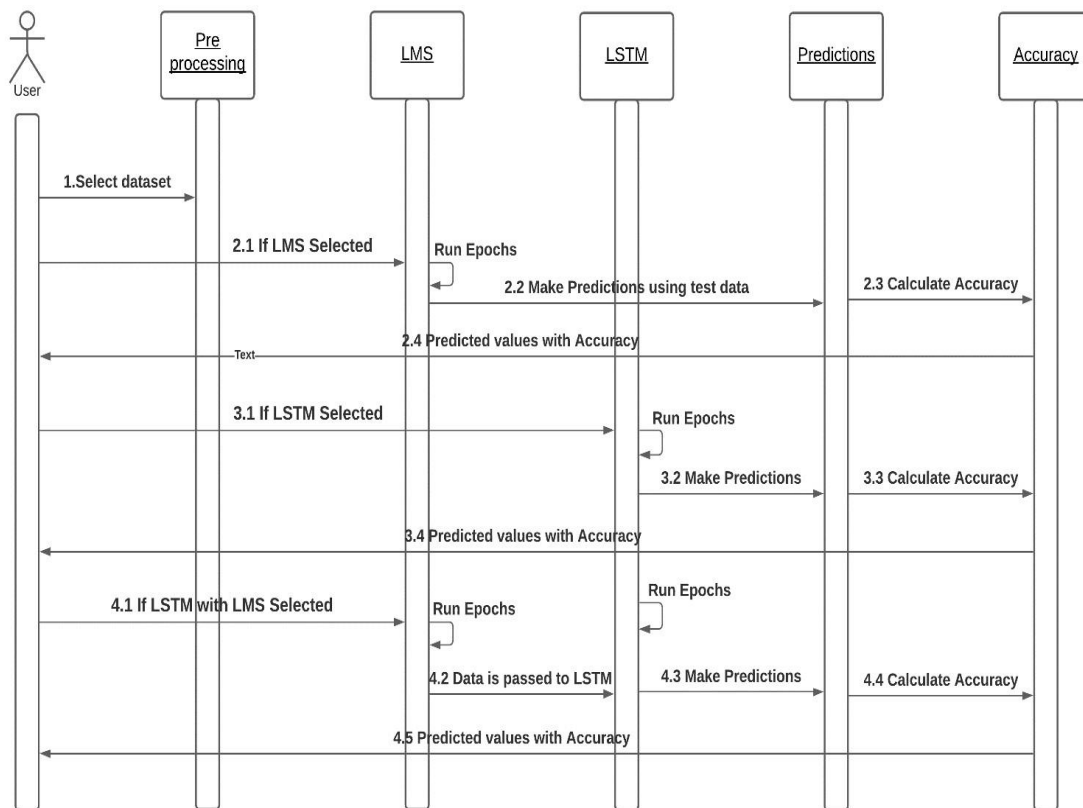 Pre
processing
LMS
LSTM
Predictions
Accuracy
User
1.Select dataset
2.1 If LMS Selected
Run Epochs
2.2 Make Predictions using test data
2.3 Calculate Accuracy
2.4 Predicted values with Accuracy
Text
3.1 If LSTM Selected
Run Epochs
3.2 Make Predictions
3.3 Calculate Accuracy
3.4 Predicted values with Accuracy
4.1 If LSTM with LMS Selected
Run Epochs
Run Epochs
4.2 Data is passed to LSTM
4.3 Make Predictions
4.4 Calculate Accuracy
4.5 Predicted values with Accuracy